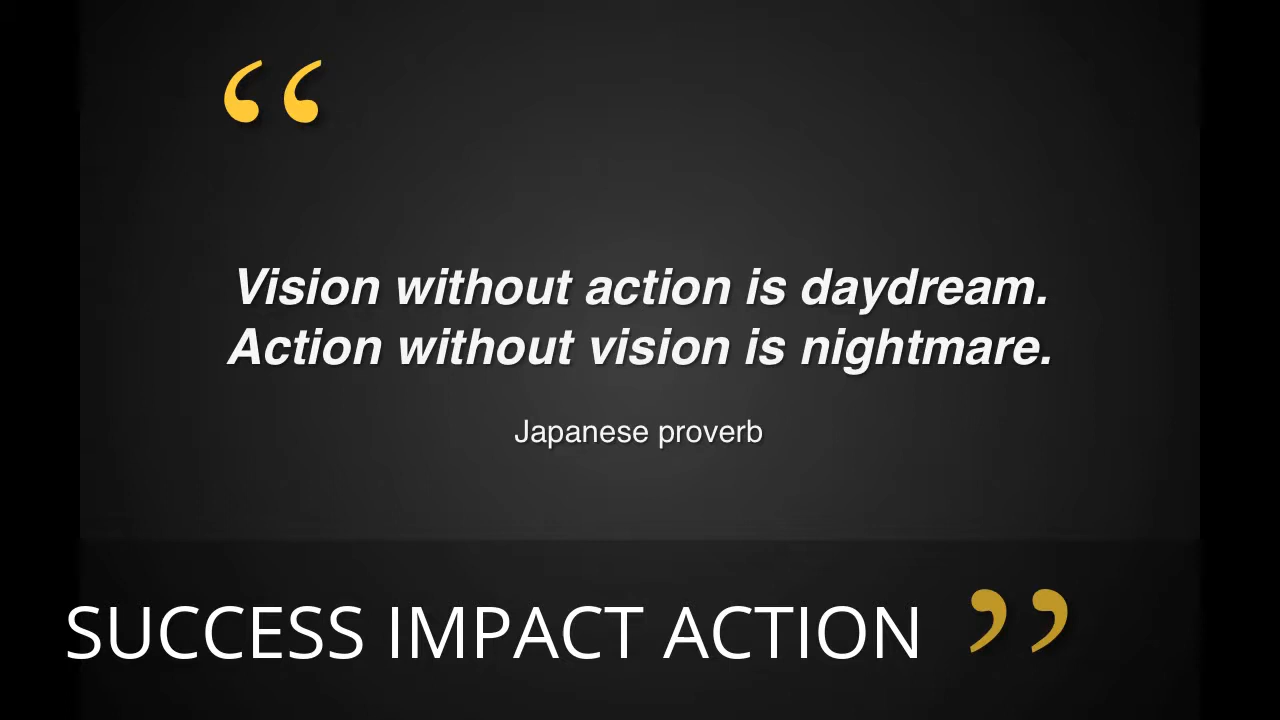 “
Vision without action is daydream.
Action without vision is nightmare.
Japanese proverb
SUCCESS IMPACT ACTION ”